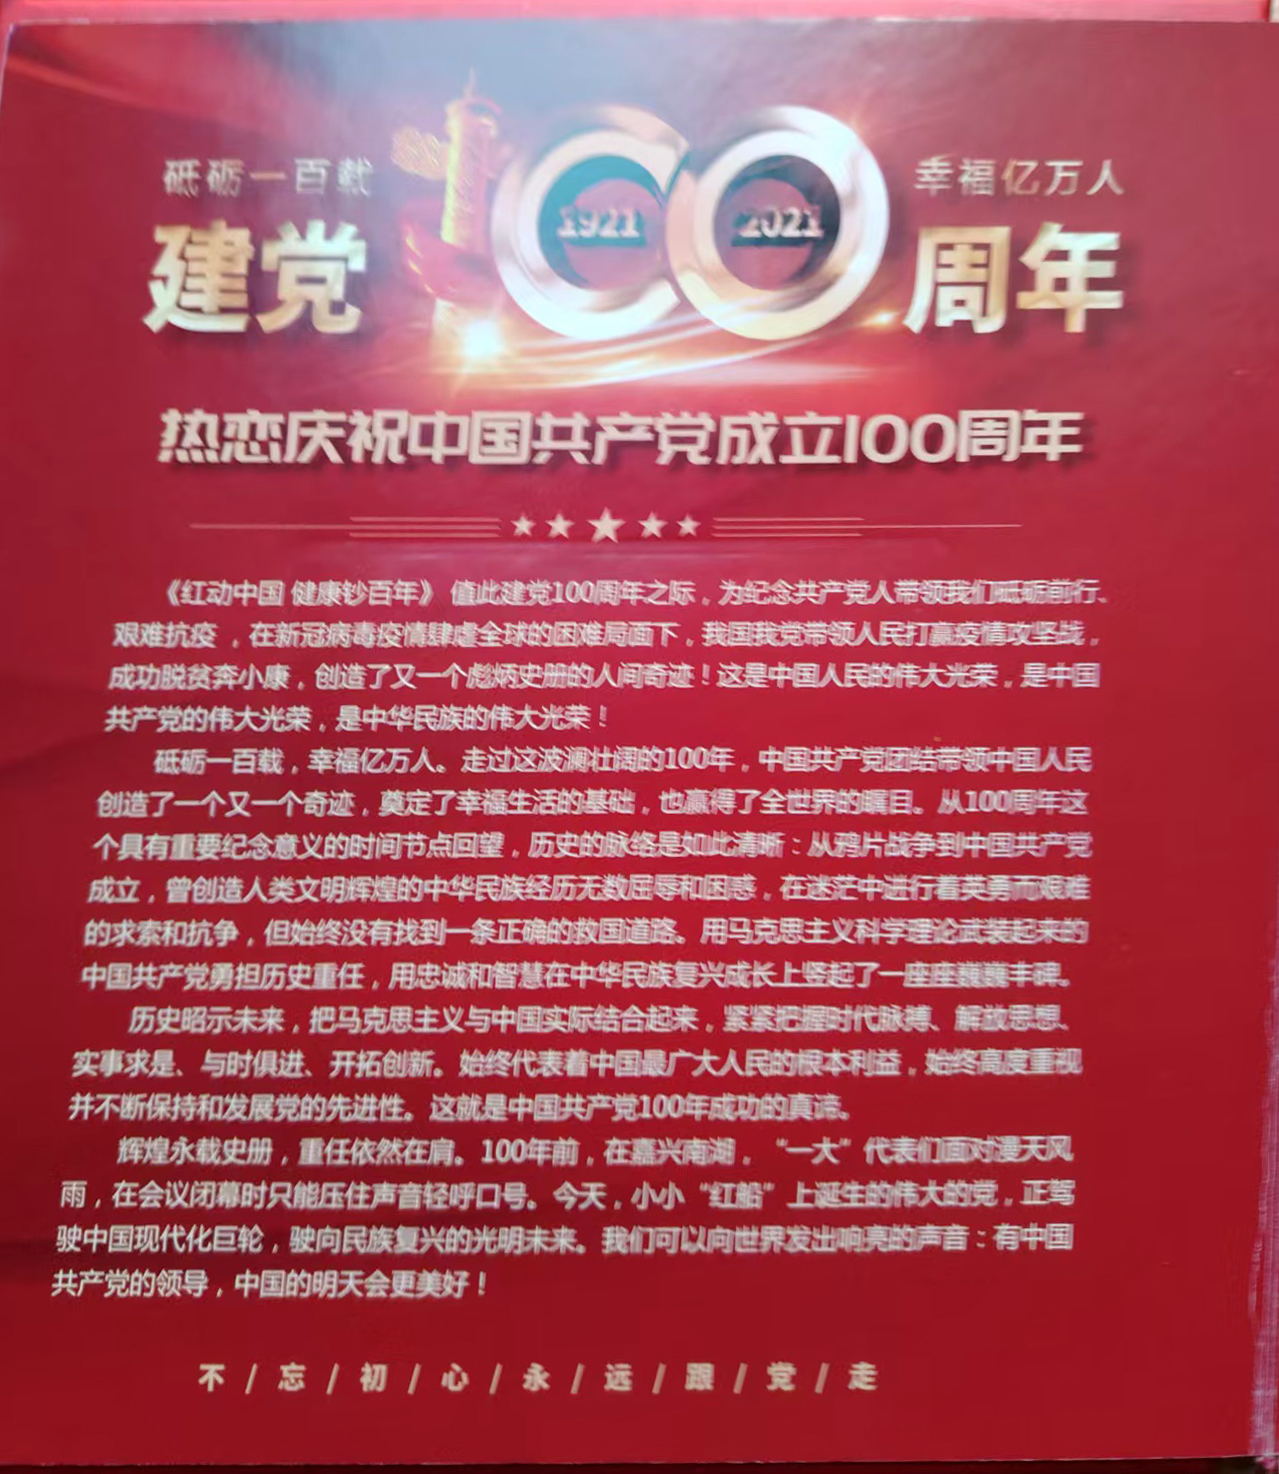 砥砺一百载
幸福亿万人
建党
100
1921
2021
周年
热恋庆祝中国共产党成立100周年
《红动中国 健康钞百年》 值此建党100周年之际，为纪念共产党人带领我们砥砺前行、
艰难抗疫 ，在新冠病毒疫情肆虐全球的困难局面下，我国我党带领人民打赢疫情攻坚战，
成功脱贫奔小康，创造了又一个彪炳史册的人间奇迹！这是中国人民的伟大光荣，是中国
共产党的伟大光荣，是中华民族的伟大光荣！
砥砺一百载，幸福亿万人。走过这波澜壮阔的100年，中国共产党团结带领中国人民
创造了一个又一个奇迹，奠定了幸福生活的基础，也赢得了全世界的瞩目。从100周年这
个具有重要纪念意义的时间节点回望，历史的脉络是如此清晰：从鸦片战争到中国共产党
成立，曾创造人类文明辉煌的中华民族经历无数屈辱和困惑，在迷茫中进行着英勇而艰难
的求索和抗争，但始终没有找到一条正确的救国道路。用马克思主义科学理论武装起来的
中国共产党勇担历史重任，用忠诚和智慧在中华民族复兴成长上竖起了一座座巍巍丰碑。
历史昭示未来，把马克思主义与中国实际结合起来，紧紧把握时代脉搏、解放思想、
实事求是、与时俱进、开拓创新。始终代表着中国最广大人民的根本利益，始终高度重视
并不断保持和发展党的先进性。这就是中国共产党100年成功的真谛。
辉煌永载史册，重任依然在肩。100年前，在嘉兴南湖，“一大”代表们面对漫天风
雨，在会议闭幕时只能压住声音轻呼口号。今天，小小“红船”上诞生的伟大的党，正驾
驶中国现代化巨轮，驶向民族复兴的光明未来。我们可以向世界发出响亮的声音：有中国
共产党的领导，中国的明天会更美好！
不/忘/初/心/永/远/跟/党/走